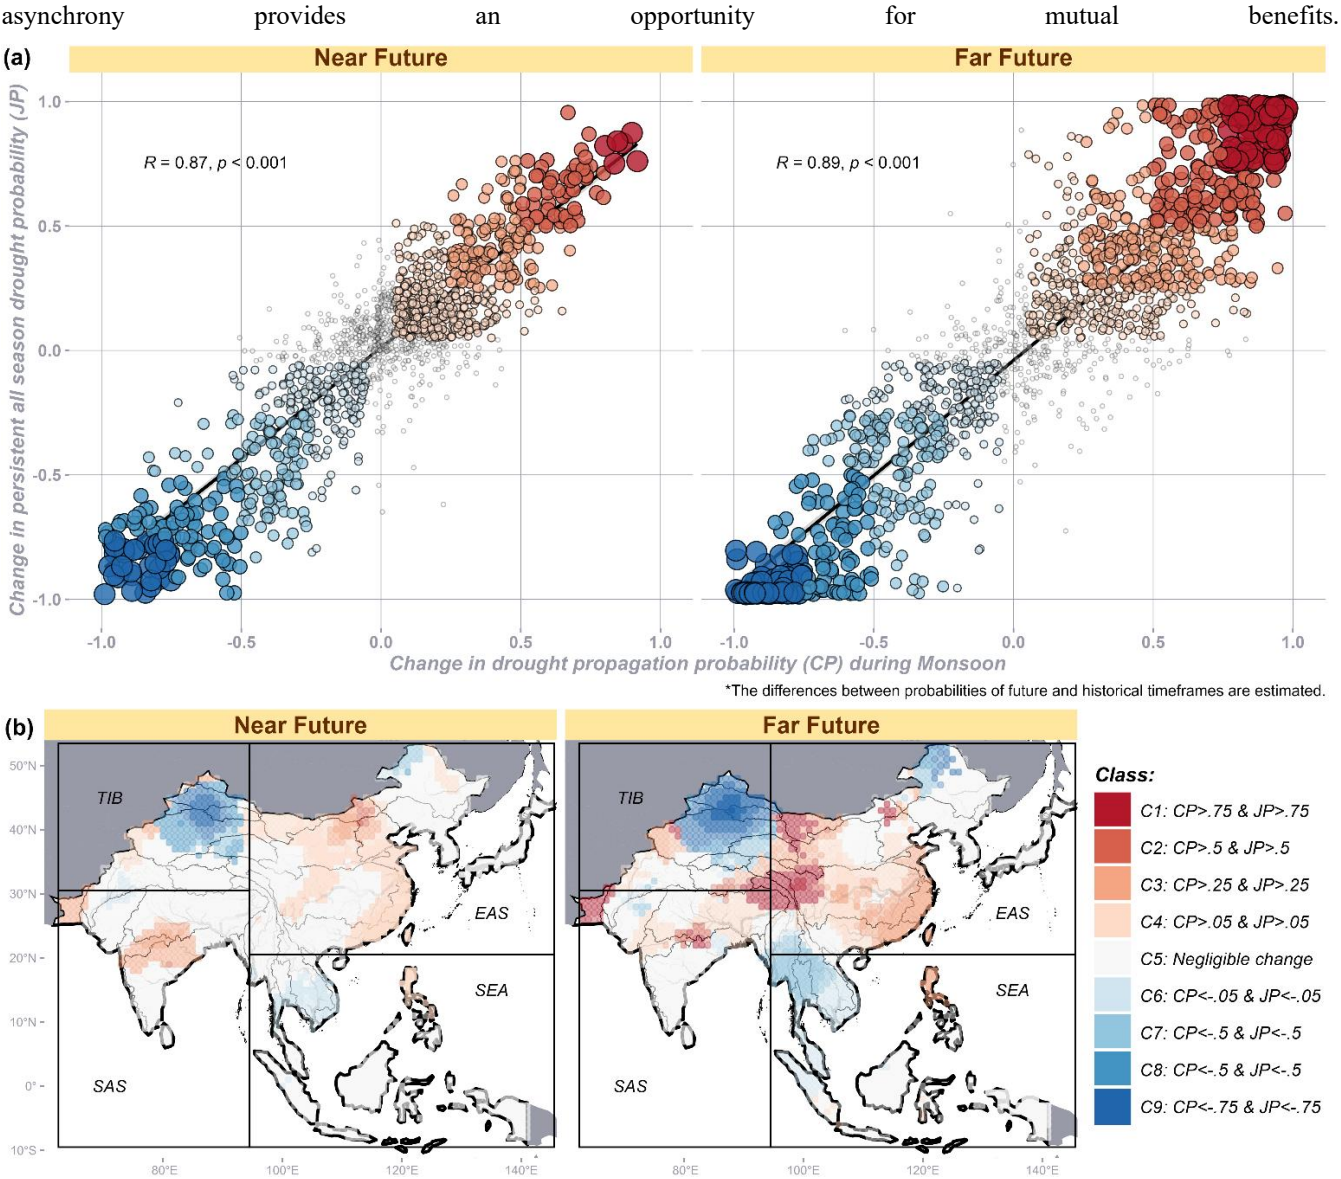 asynchrony provides an opportunity for mutual benefits.
(a)
Near Future
Far Future
Change in persistent all season drought probability (JP)
1.0
0.5
0.0
-0.5
-1.0
R = 0.87, p < 0.001
R = 0.89, p < 0.001
-1.0 -0.5 0.0 0.5 1.0
-1.0 -0.5 0.0 0.5 1.0
Change in drought propagation probability (CP) during Monsoon
*The differences between probabilities of future and historical timeframes are estimated.
(b)
Near Future
Far Future
50°N
40°N
30°N
20°N
10°N
0°
10°S
TIB
EAS
SEA
SAS
TIB
EAS
SEA
SAS
80°E 100°E 120°E 140°E
80°E 100°E 120°E 140°E
Class:
C1: CP>.75 & JP>.75
C2: CP>.5 & JP>.5
C3: CP>.25 & JP>.25
C4: CP>.05 & JP>.05
C5: Negligible change
C6: CP<-.05 & JP<-.05
C7: CP<-.5 & JP<-.5
C8: CP<-.5 & JP<-.5
C9: CP<-.75 & JP<-.75